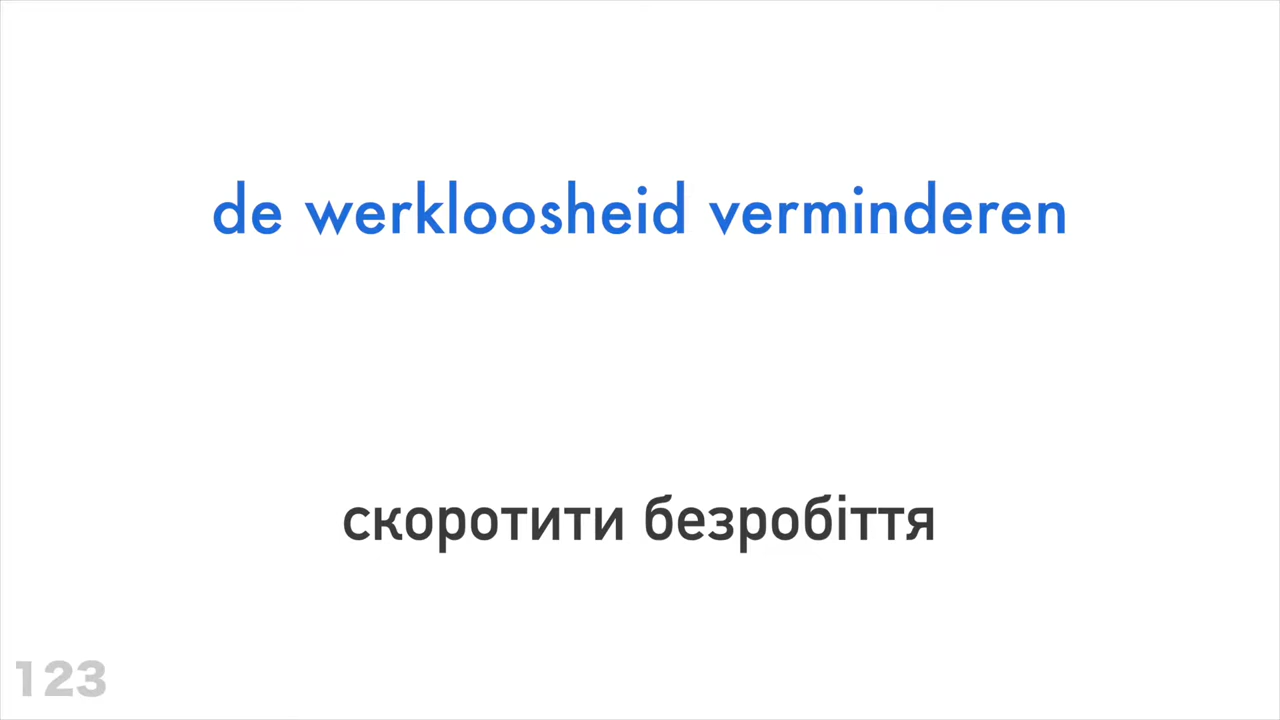 de werkloosheid verminderen
скоротити безробіття
123